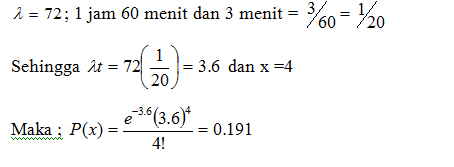 λ = 72; 1 jam 60 menit dan 3 menit = 3/60 = 1/20
Sehingga λt = 72(1/20) = 3.6 dan x =4
Maka ; P(x) = e^-3.6(3.6)^4/4! = 0.191